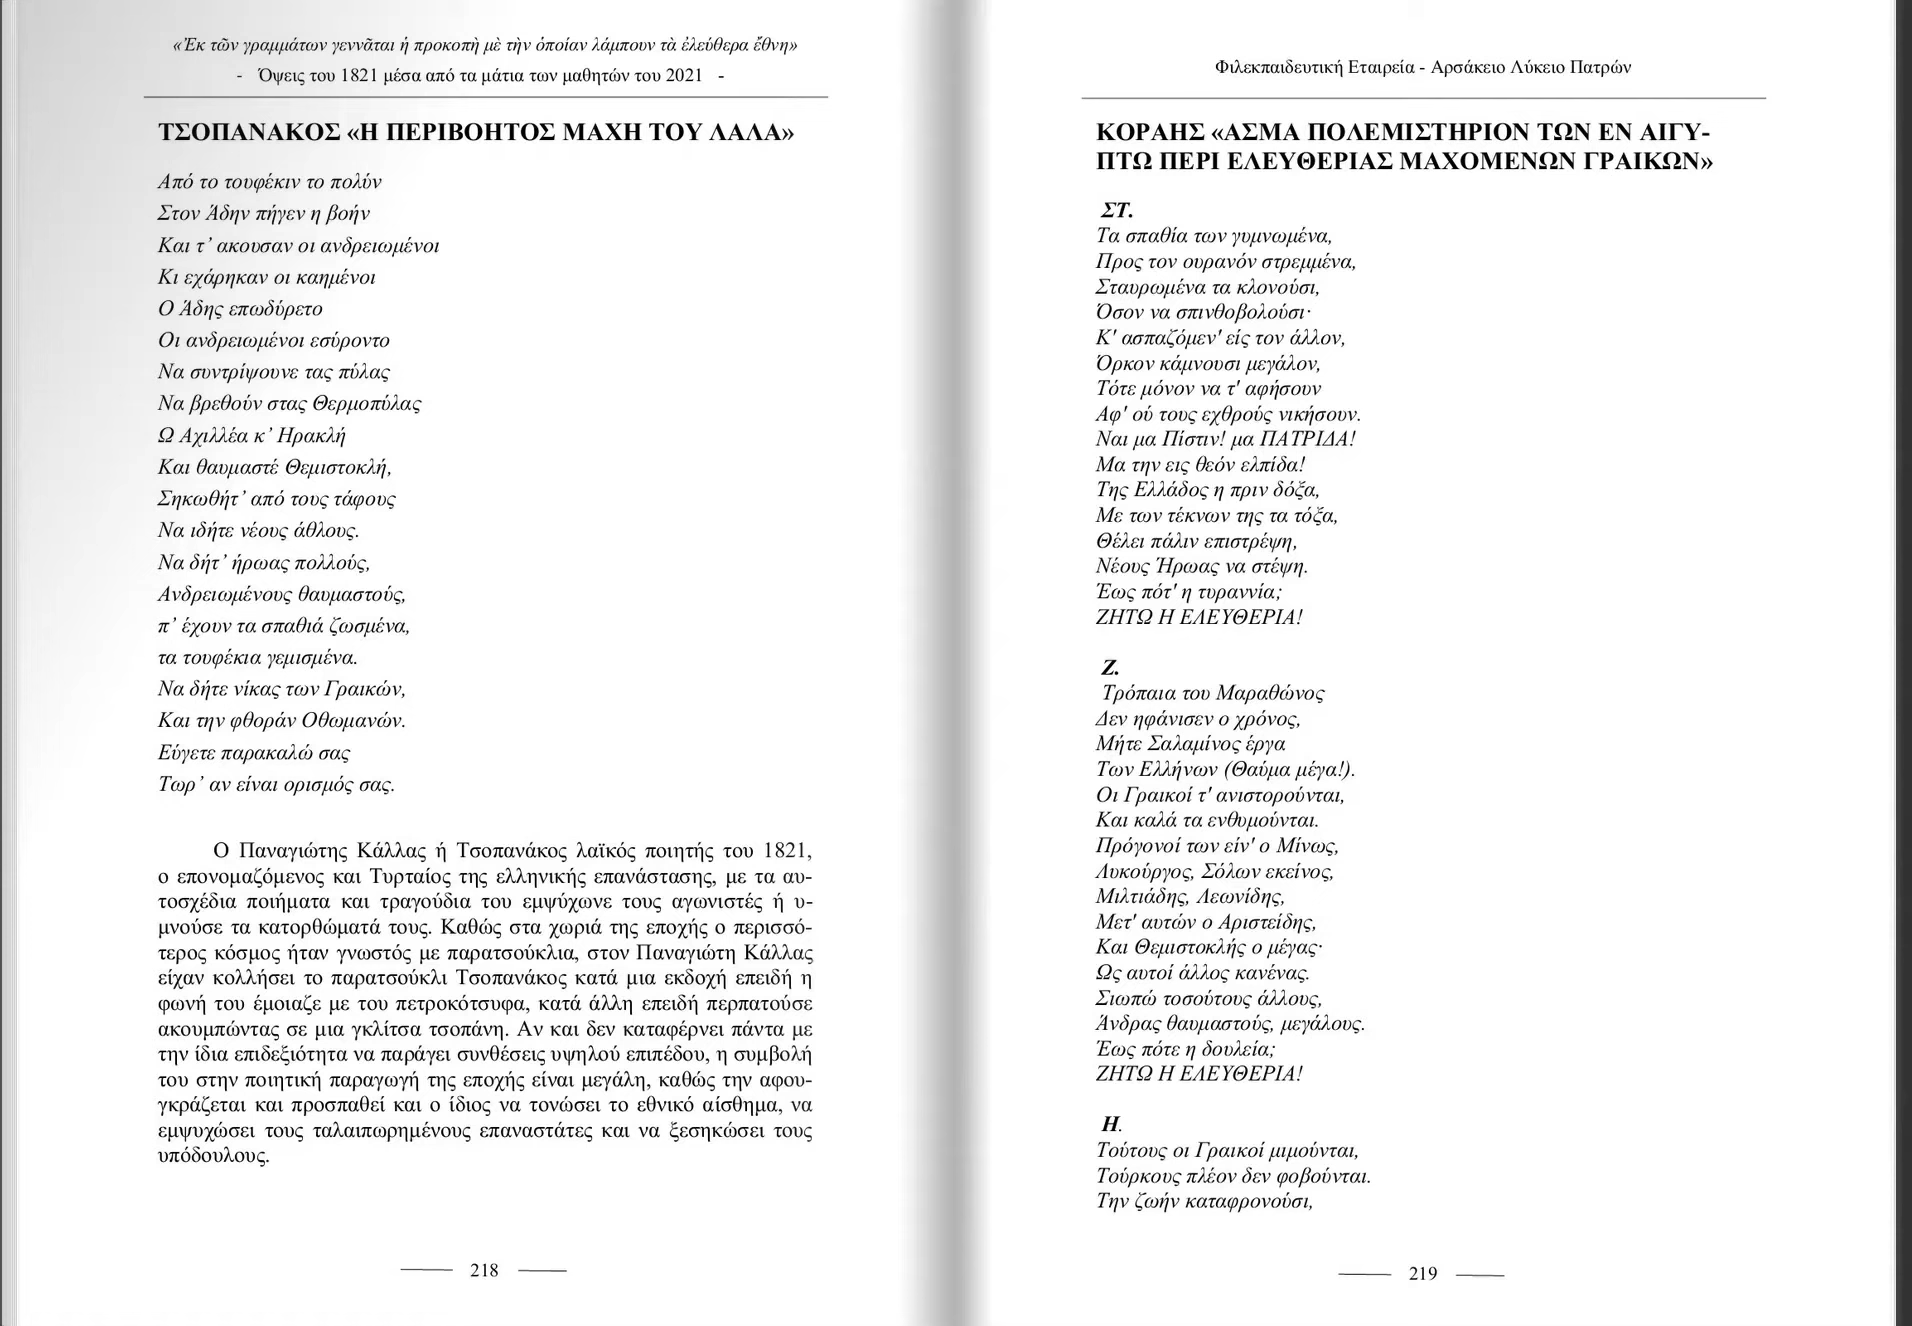 «Ἐκ τῶν γραμμάτων γεννᾶται ἡ προκοπὴ μὲ τὴν ὁποίαν λάμπουν τὰ ἐλεύθερα ἔθνη»
- Όψεις του 1821 μέσα από τα μάτια των μαθητών του 2021 -
ΤΣΟΠΑΝΑΚΟΣ «Η ΠΕΡΙΒΟΗΤΟΣ ΜΑΧΗ ΤΟΥ ΛΑΛΑ»
Από το τουφέκιν το πολύν
Στον Άδην πήγεν η βοήν
Και τ’ ακουσαν οι ανδρειωμένοι
Κι εχάρηκαν οι καημένοι
Ο Άδης επωδύρετο
Οι ανδρειωμένοι εσύροντο
Να συντρίψουνε τας πύλας
Να βρεθούν στας Θερμοπύλας
Ω Αχιλλέα κ’ Ηρακλή
Και θαυμαστέ Θεμιστοκλή,
Σηκωθήτ’ από τους τάφους
Να ιδήτε νέους άθλους.
Να δήτ’ ήρωας πολλούς,
Ανδρειωμένους θαυμαστούς,
π’ έχουν τα σπαθιά ζωσμένα,
τα τουφέκια γεμισμένα.
Να δήτε νίκας των Γραικών,
Και την φθοράν Οθωμανών.
Εύγετε παρακαλώ σας
Τωρ’ αν είναι ορισμός σας.
Ο Παναγιώτης Κάλλας ή Τσοπανάκος λαϊκός ποιητής του 1821,
ο επονομαζόμενος και Τυρταίος της ελληνικής επανάστασης, με τα αυ-
τοσχέδια ποιήματα και τραγούδια του εμψύχωνε τους αγωνιστές ή υ-
μνούσε τα κατορθώματά τους. Καθώς στα χωριά της εποχής ο περισσό-
τερος κόσμος ήταν γνωστός με παρατσούκλια, στον Παναγιώτη Κάλλας
είχαν κολλήσει το παρατσούκλι Τσοπανάκος κατά μια εκδοχή επειδή η
φωνή του έμοιαζε με του πετροκότσυφα, κατά άλλη επειδή περπατούσε
ακουμπώντας σε μια γκλίτσα τσοπάνη. Αν και δεν καταφέρνει πάντα με
την ίδια επιδεξιότητα να παράγει συνθέσεις υψηλού επιπέδου, η συμβολή
του στην ποιητική παραγωγή της εποχής είναι μεγάλη, καθώς την αφου-
γκράζεται και προσπαθεί και ο ίδιος να τονώσει το εθνικό αίσθημα, να
εμψυχώσει τους ταλαιπωρημένους επαναστάτες και να ξεσηκώσει τους
υπόδουλους.
218
Φιλεκπαιδευτική Εταιρεία - Αρσάκειο Λύκειο Πατρών
ΚΟΡΑΗΣ «ΑΣΜΑ ΠΟΛΕΜΙΣΤΗΡΙΟΝ ΤΩΝ ΕΝ ΑΙΓΥ-
ΠΤΩ ΠΕΡΙ ΕΛΕΥΘΕΡΙΑΣ ΜΑΧΟΜΕΝΩΝ ΓΡΑΙΚΩΝ»
ΣΤ.
Τα σπαθία των γυμνωμένα,
Προς τον ουρανόν στρεμμένα,
Σταυρωμένα τα κλονούσι,
Όσον να σπινθοβολούσι·
Κ' ασπαζόμεν' είς τον άλλον,
Όρκον κάμνουσι μεγάλον,
Τότε μόνον να τ' αφήσουν
Αφ' ού τους εχθρούς νικήσουν.
Ναι μα Πίστιν! μα ΠΑΤΡΙΔΑ!
Μα την εις θεόν ελπίδα!
Της Ελλάδος η πριν δόξα,
Με των τέκνων της τα τόξα,
Θέλει πάλιν επιστρέψη,
Νέους Ήρωας να στέψη.
Έως πότ' η τυραννία;
ΖΗΤΩ Η ΕΛΕΥΘΕΡΙΑ!
Ζ.
Τρόπαια του Μαραθώνος
Δεν ηφάνισεν ο χρόνος,
Μήτε Σαλαμίνος έργα
Των Ελλήνων (Θαύμα μέγα!).
Οι Γραικοί τ' ανιστορούνται,
Και καλά τα ενθυμούνται.
Πρόγονοί των είν' ο Μίνως,
Λυκούργος, Σόλων εκείνος,
Μιλτιάδης, Λεωνίδης,
Μετ' αυτών ο Αριστείδης,
Και Θεμιστοκλής ο μέγας·
Ως αυτοί άλλος κανένας.
Σιωπώ τοσούτους άλλους,
Άνδρας θαυμαστούς, μεγάλους.
Έως πότε η δουλεία;
ΖΗΤΩ Η ΕΛΕΥΘΕΡΙΑ!
Η.
Τούτους οι Γραικοί μιμούνται,
Τούρκους πλέον δεν φοβούνται.
Την ζωήν καταφρονούσι,
219